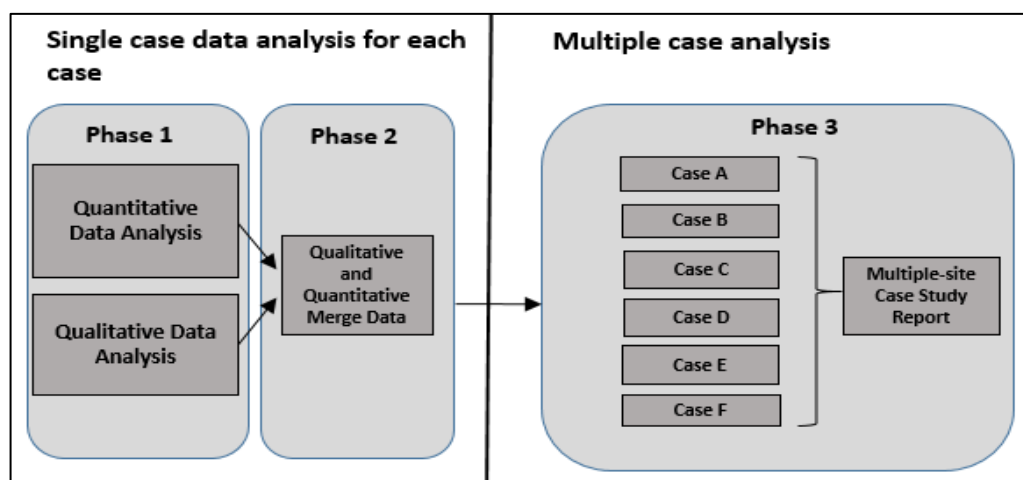 Single case data analysis for each
case
Phase 1
Quantitative
Data Analysis
Qualitative Data
Analysis
Phase 2
Qualitative
and
Quantitative
Merge Data
Multiple case analysis
Phase 3
Case A
Case B
Case C
Case D
Case E
Case F
Multiple-site
Case Study
Report